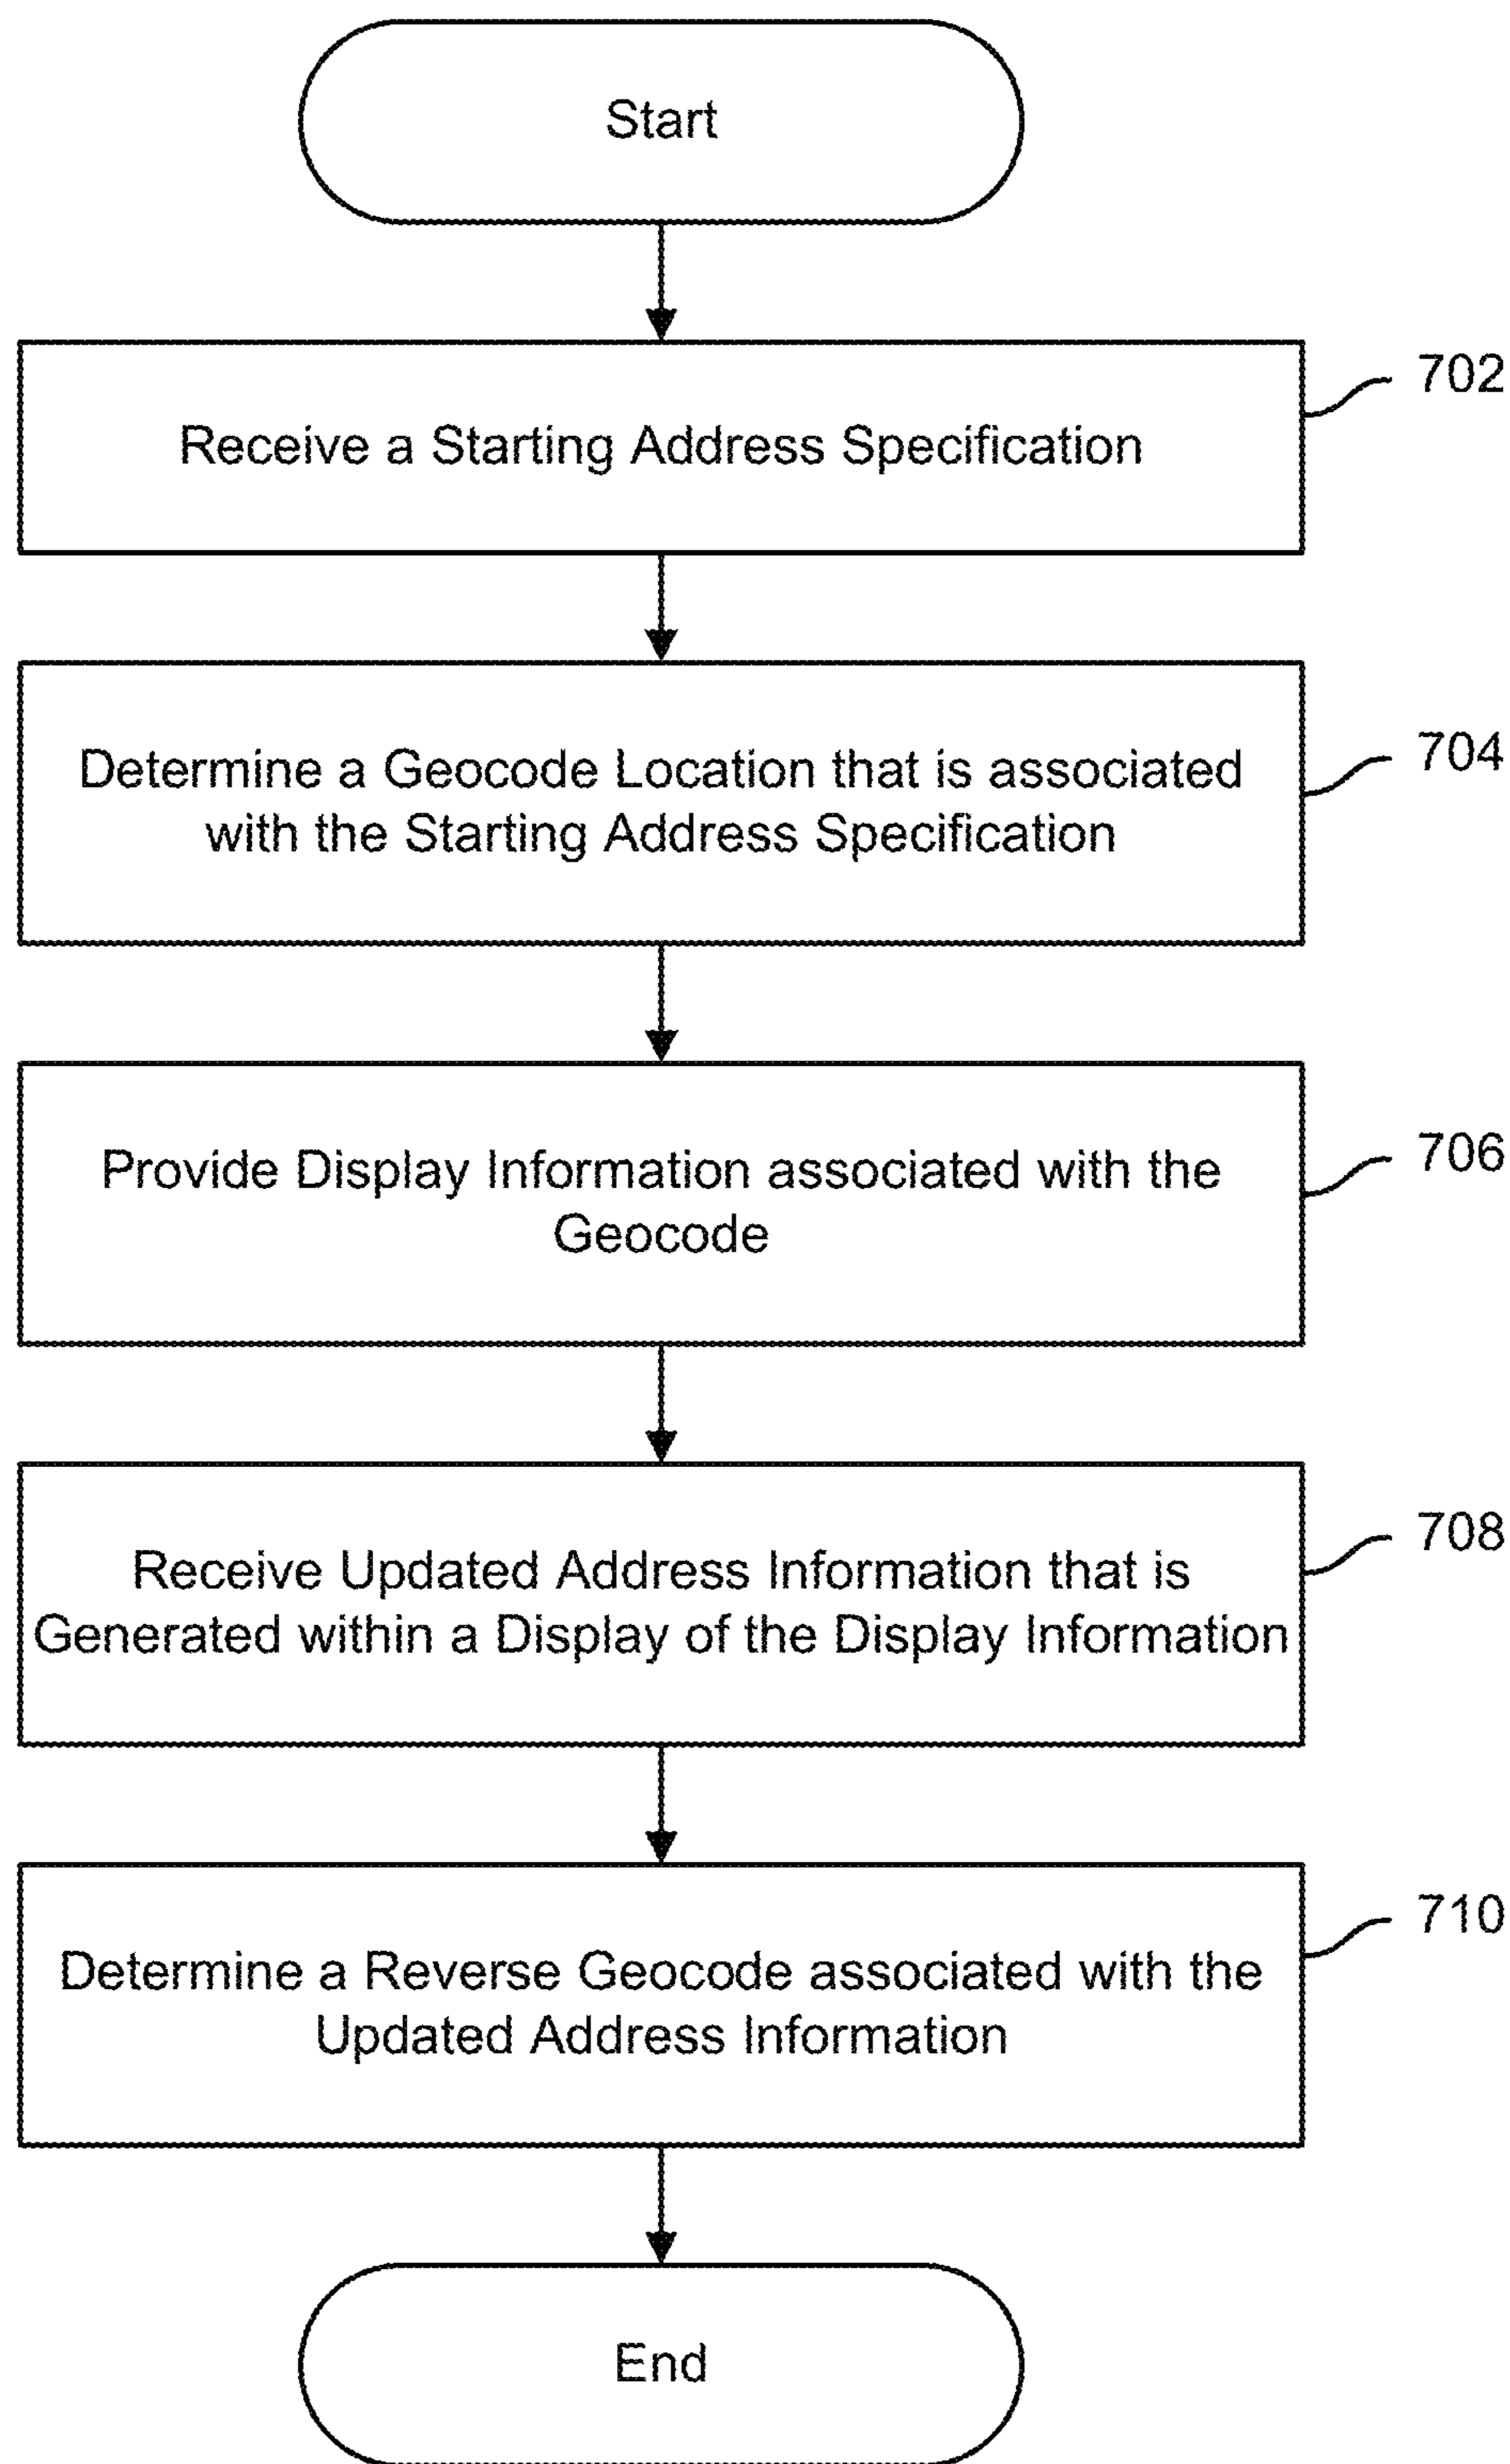 Start
702
Receive a Starting Address Specification
704
Determine a Geocode Location that is associated
with the Starting Address Specification
706
Provide Display Information associated with the
Geocode
708
Receive Updated Address Information that is
Generated within a Display of the Display Information
710
Determine a Reverse Geocode associated with the
Updated Address Information
End